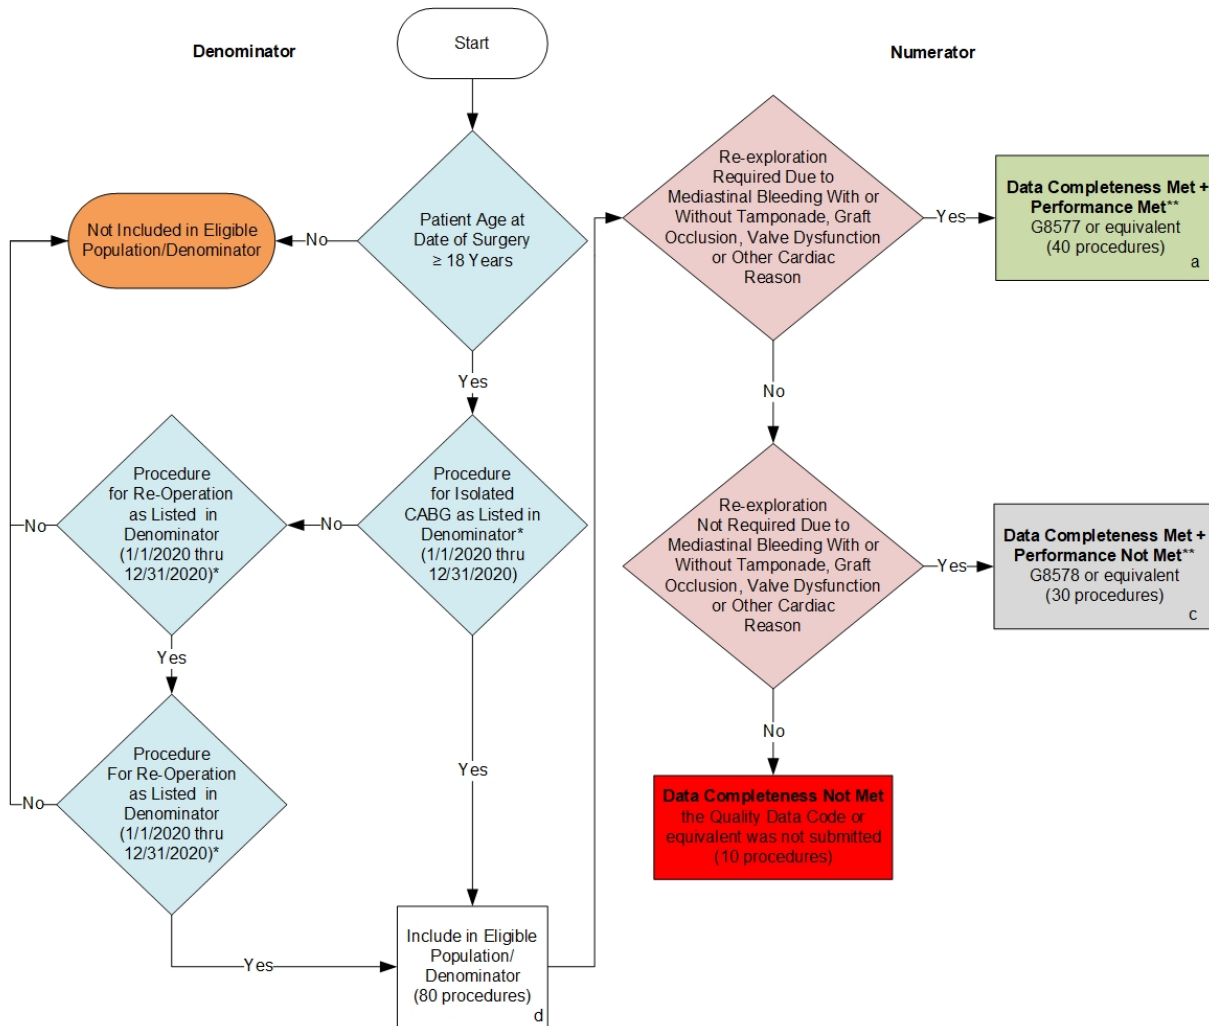 Denominator
Start
Numerator
Patient Age at
Date of Surgery
≥ 18 Years
No
Not Included in Eligible
Population/Denominator
Yes
Procedure
for Isolated
CABG as Listed in
Denominator*
(1/1/2020 thru
12/31/2020)
No
Procedure
for Re-Operation
as Listed in
Denominator
(1/1/2020 thru
12/31/2020)*
No
Yes
Procedure
For Re-Operation
as Listed in
Denominator
(1/1/2020 thru
12/31/2020)*
No
Yes
Yes
Include in Eligible
Population/
Denominator
(80 procedures)
d
Re-exploration
Required Due to
Mediastinal Bleeding With or
Without Tamponade, Graft
Occlusion, Valve Dysfunction
or Other Cardiac
Reason
Yes
Data Completeness Met +
Performance Met**
G8577 or equivalent
(40 procedures)
a
No
Re-exploration
Not Required Due to
Mediastinal Bleeding With or
Without Tamponade, Graft
Occlusion, Valve Dysfunction
or Other Cardiac
Reason
Yes
Data Completeness Met +
Performance Not Met**
G8578 or equivalent
(30 procedures)
c
No
Data Completeness Not Met
the Quality Data Code or
equivalent was not submitted
(10 procedures)